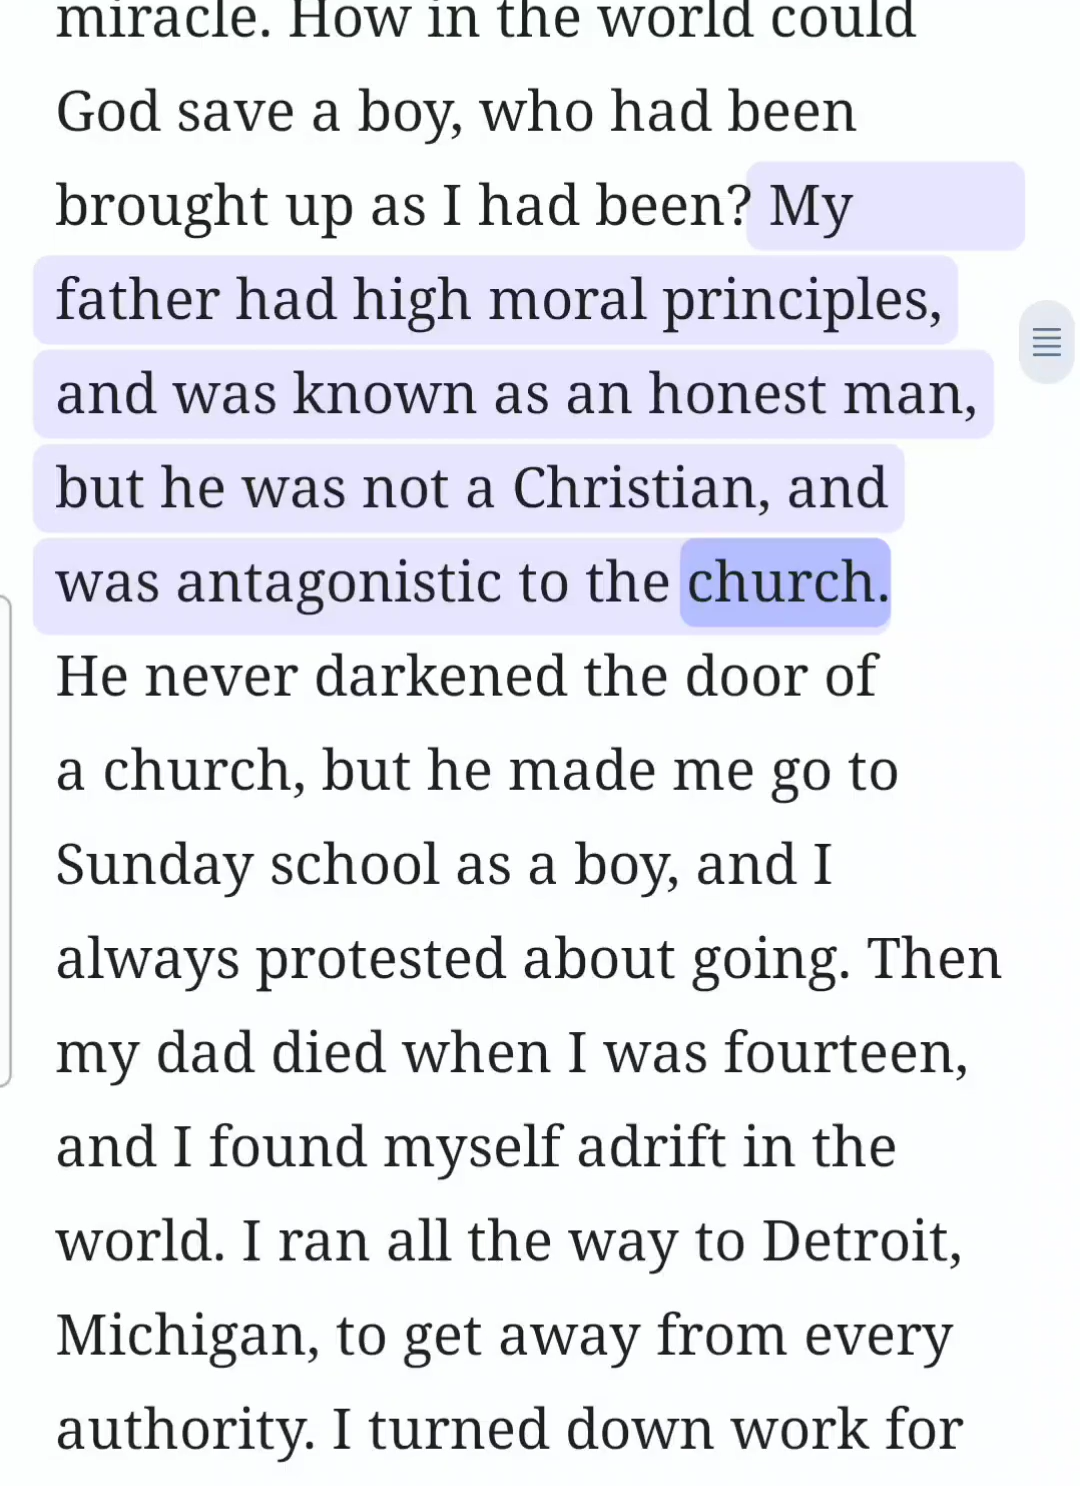 miracle. How in the world could
God save a boy, who had been
brought up as I had been? My
father had high moral principles,
and was known as an honest man,
but he was not a Christian, and
was antagonistic to the church.
He never darkened the door of
a church, but he made me go to
Sunday school as a boy, and I
always protested about going. Then
my dad died when I was fourteen,
and I found myself adrift in the
world. I ran all the way to Detroit,
Michigan, to get away from every
authority. I turned down work for